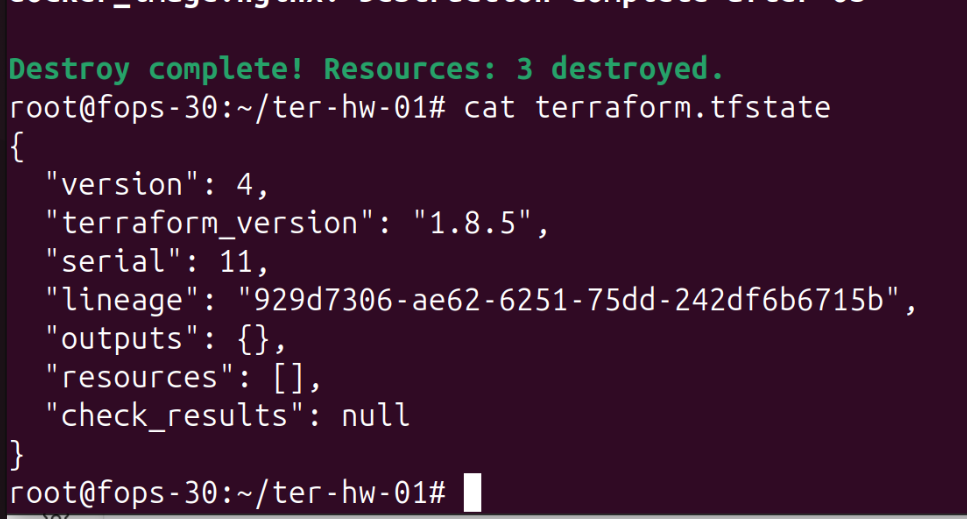 Destroy complete! Resources: 3 destroyed.
root@fops-30:~/ter-hw-01# cat terraform.tfstate
{
  "version": 4,
  "terraform_version": "1.8.5",
  "serial": 11,
  "lineage": "929d7306-ae62-6251-75dd-242df6b6715b",
  "outputs": {},
  "resources": [],
  "check_results": null
}
root@fops-30:~/ter-hw-01#